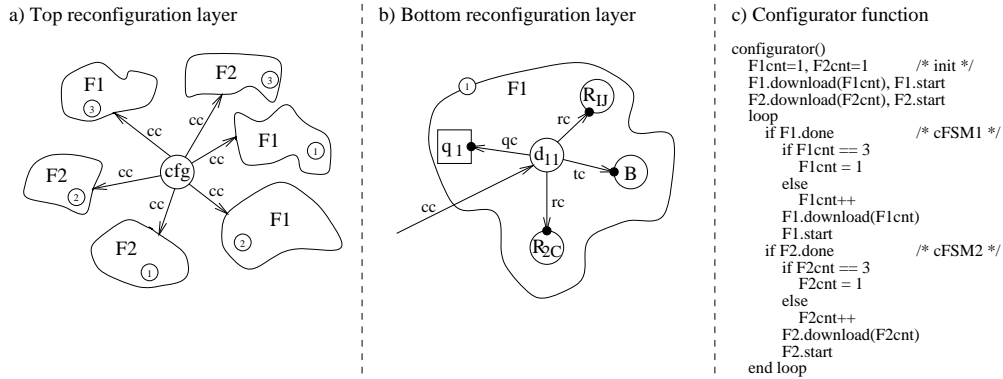 a) Top reconfiguration layer
F1
3
F2
3
cc
cc
F1
1
cc
F2
2
cc
cfg
cc
cc
F1
2
F2
1
b) Bottom reconfiguration layer
1
F1
R_IJ
rc
q1
qc
d11
B
tc
cc
rc
R_2C
c) Configurator function
configurator()
F1cnt=1, F2cnt=1 /* init */
F1.download(F1cnt), F1.start
F2.download(F2cnt), F2.start
loop
if F1.done /* cFSM1 */
if F1cnt == 3
F1cnt = 1
else
F1cnt++
F1.download(F1cnt)
F1.start
if F2.done /* cFSM2 */
if F2cnt == 3
F2cnt = 1
else
F2cnt++
F2.download(F2cnt)
F2.start
end loop